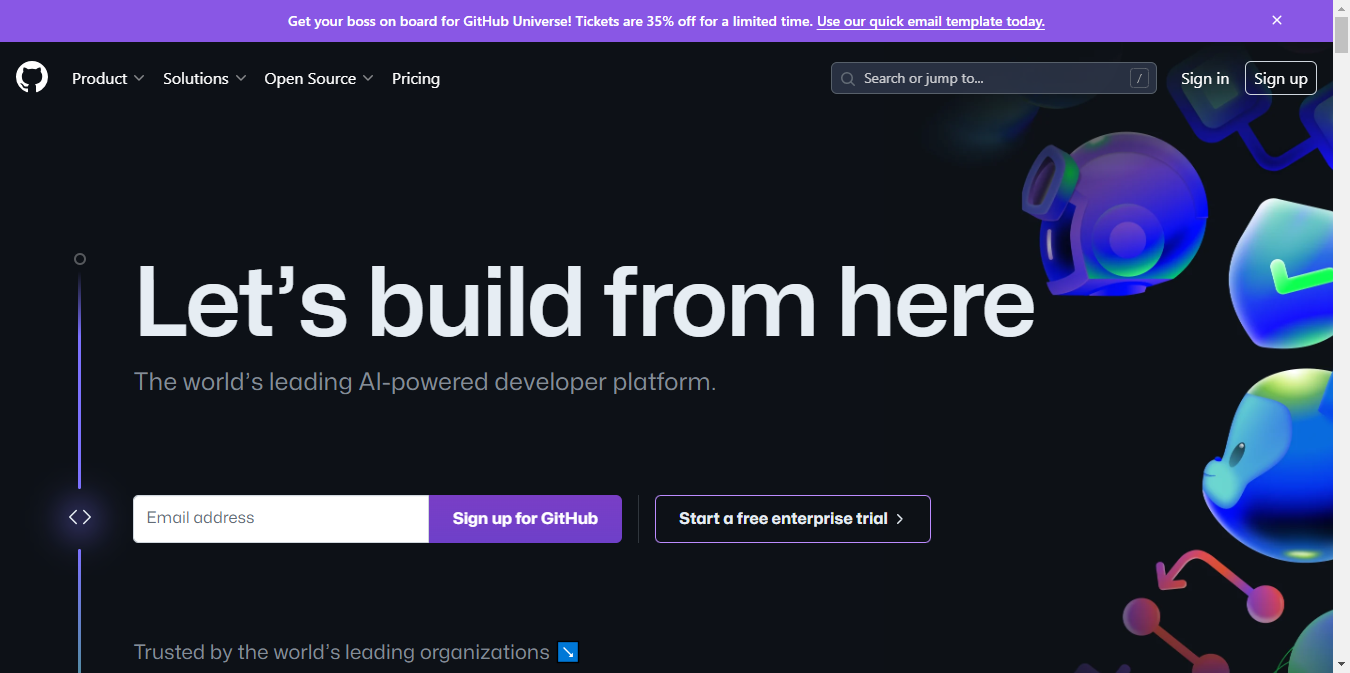 Get your boss on board for GitHub Universe! Tickets are 35% off for a limited time. Use our quick email template today.
Product Solutions Open Source Pricing Search or jump to... / Sign in Sign up
Let’s build from here
The world’s leading AI-powered developer platform.
Email address Sign up for GitHub Start a free enterprise trial
Trusted by the world’s leading organizations ↘